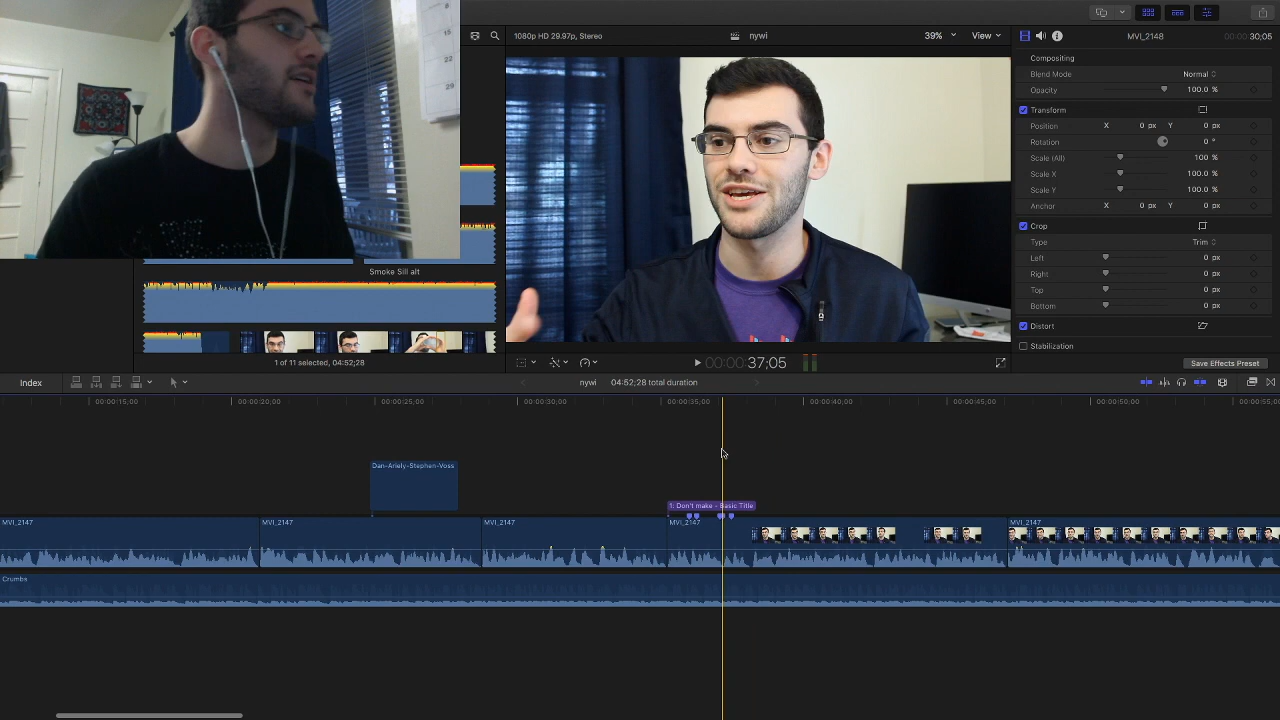 1080p HD 29.97p, Stereo
nywi
39%
View
MVI_2148
00:00:30;05
Compositing
Blend Mode
Normal
Opacity
100.0 %
Transform
Position
X
0 px
Y
0 px
Rotation
0 °
Scale (All)
100 %
Scale X
100.0 %
Scale Y
100.0 %
Anchor
X
0 px
Y
0
Crop
Type
Trim
Left
0 px
Right
0 px
Top
0 px
Bottom
0 px
Distort
Stabilization
Save Effects Preset
15
22
29
Smoke Sill alt
1 of 11 selected, 04:52;28
00:00:37;05
Index
nywi
04:52;28 total duration
00:00:15;00
00:00:20;00
00:00:25;00
00:00:30;00
00:00:35;00
00:00:40;00
00:00:45;00
00:00:50;00
00:00:55;00
Dan-Ariely-Stephen-Voss
1: Don't make - Basic Title
MVI_2147
MVI_2147
MVI_2147
MVI_2147
MVI_2147
Crumbs